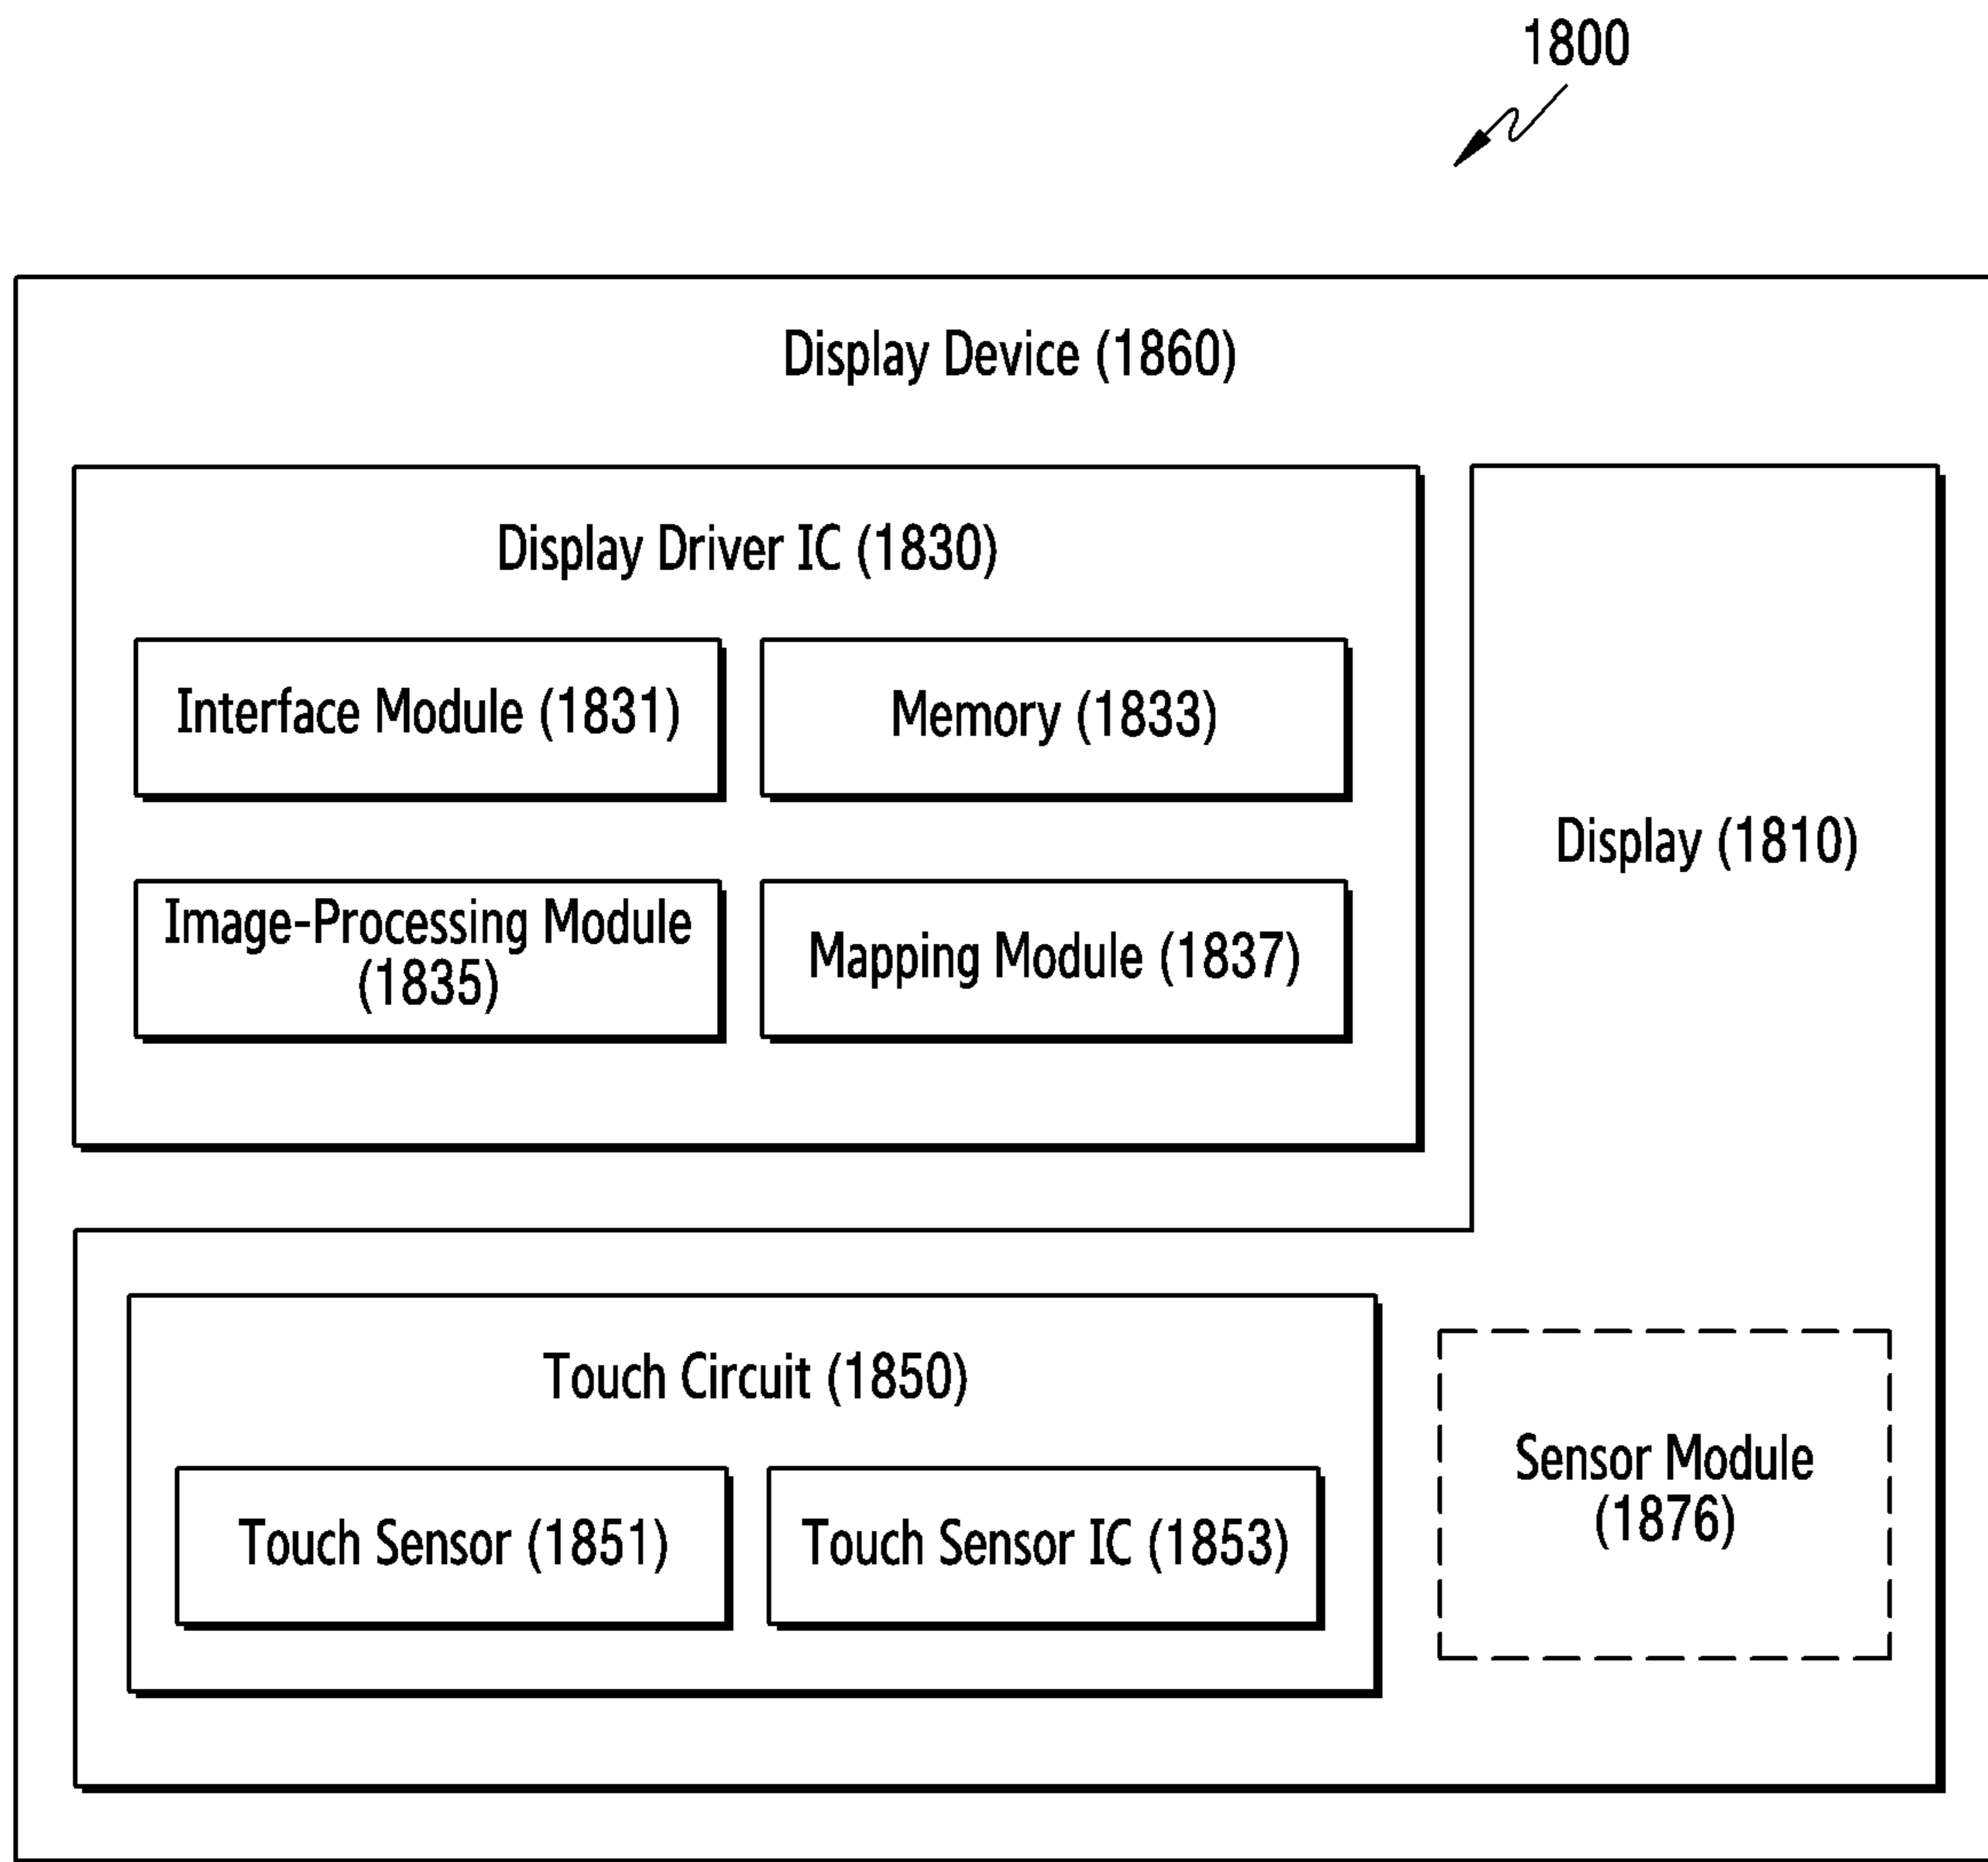 1800
Display Device (1860)
Display Driver IC (1830)
Interface Module (1831)
Memory (1833)
Image-Processing Module
(1835)
Mapping Module (1837)
Display (1810)
Touch Circuit (1850)
Touch Sensor (1851)
Touch Sensor IC (1853)
Sensor Module
(1876)